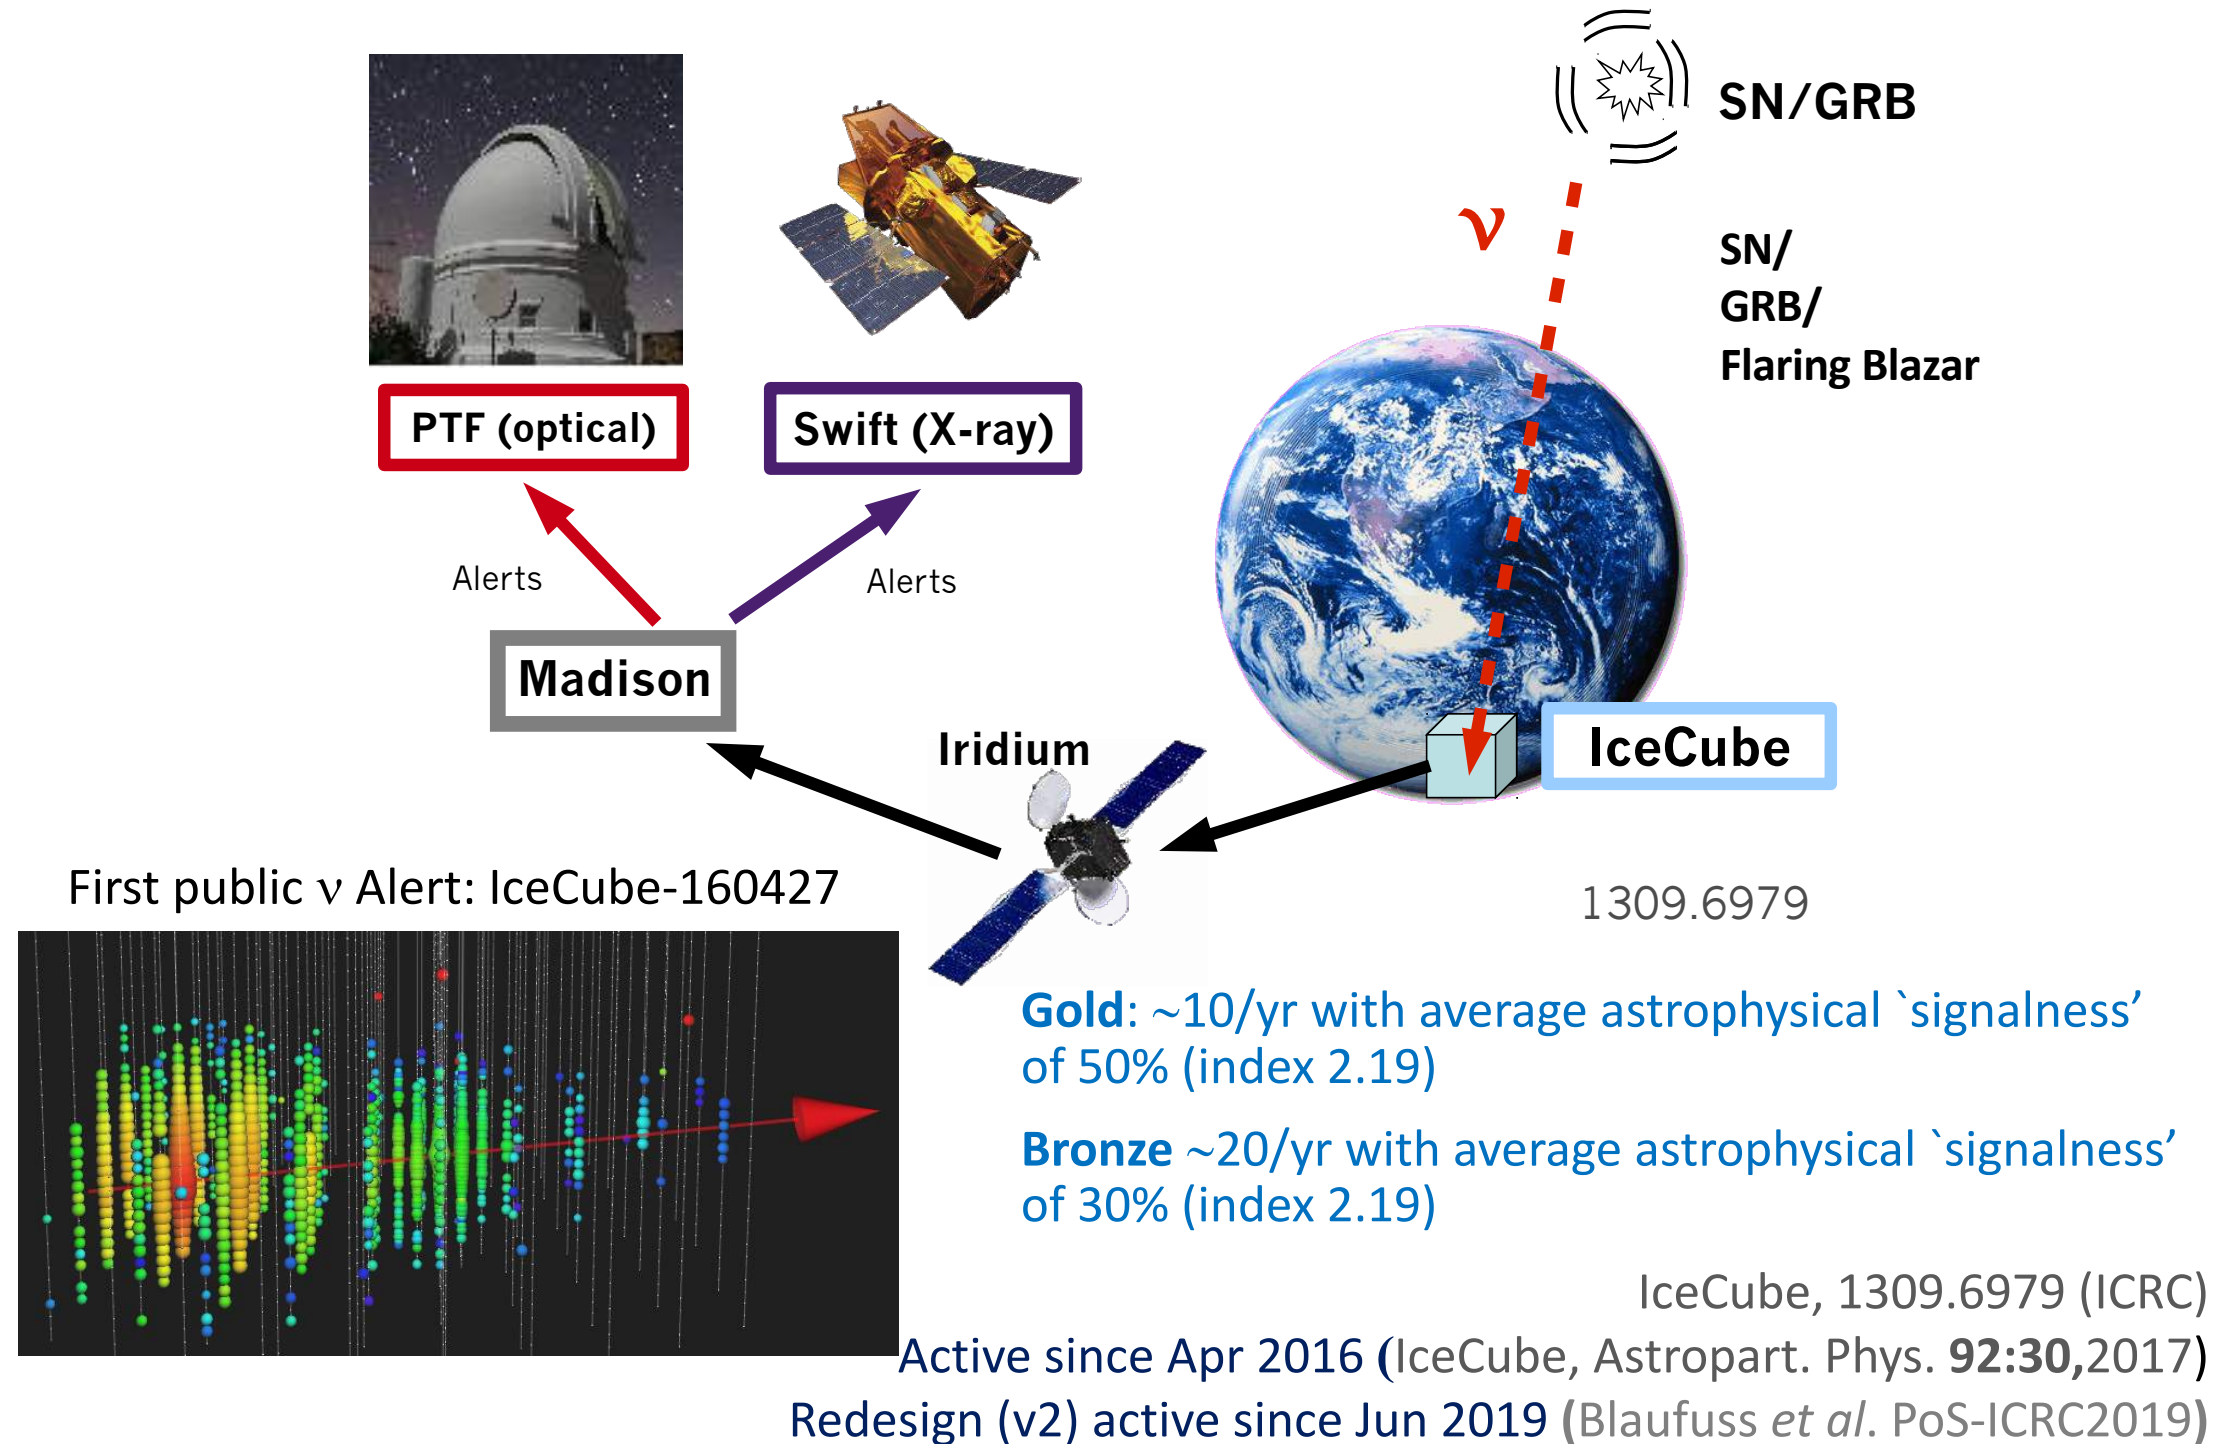 SN/GRB
ν
SN/
GRB/
Flaring Blazar
PTF (optical)
Swift (X-ray)
Alerts
Alerts
Madison
Iridium
IceCube
First public ν Alert: IceCube-160427
1309.6979
Gold: ~10/yr with average astrophysical `signalness’
of 50% (index 2.19)
Bronze ~20/yr with average astrophysical `signalness’
of 30% (index 2.19)
IceCube, 1309.6979 (ICRC)
Active since Apr 2016 (IceCube, Astropart. Phys. 92:30,2017)
Redesign (v2) active since Jun 2019 (Blaufuss et al. PoS-ICRC2019)